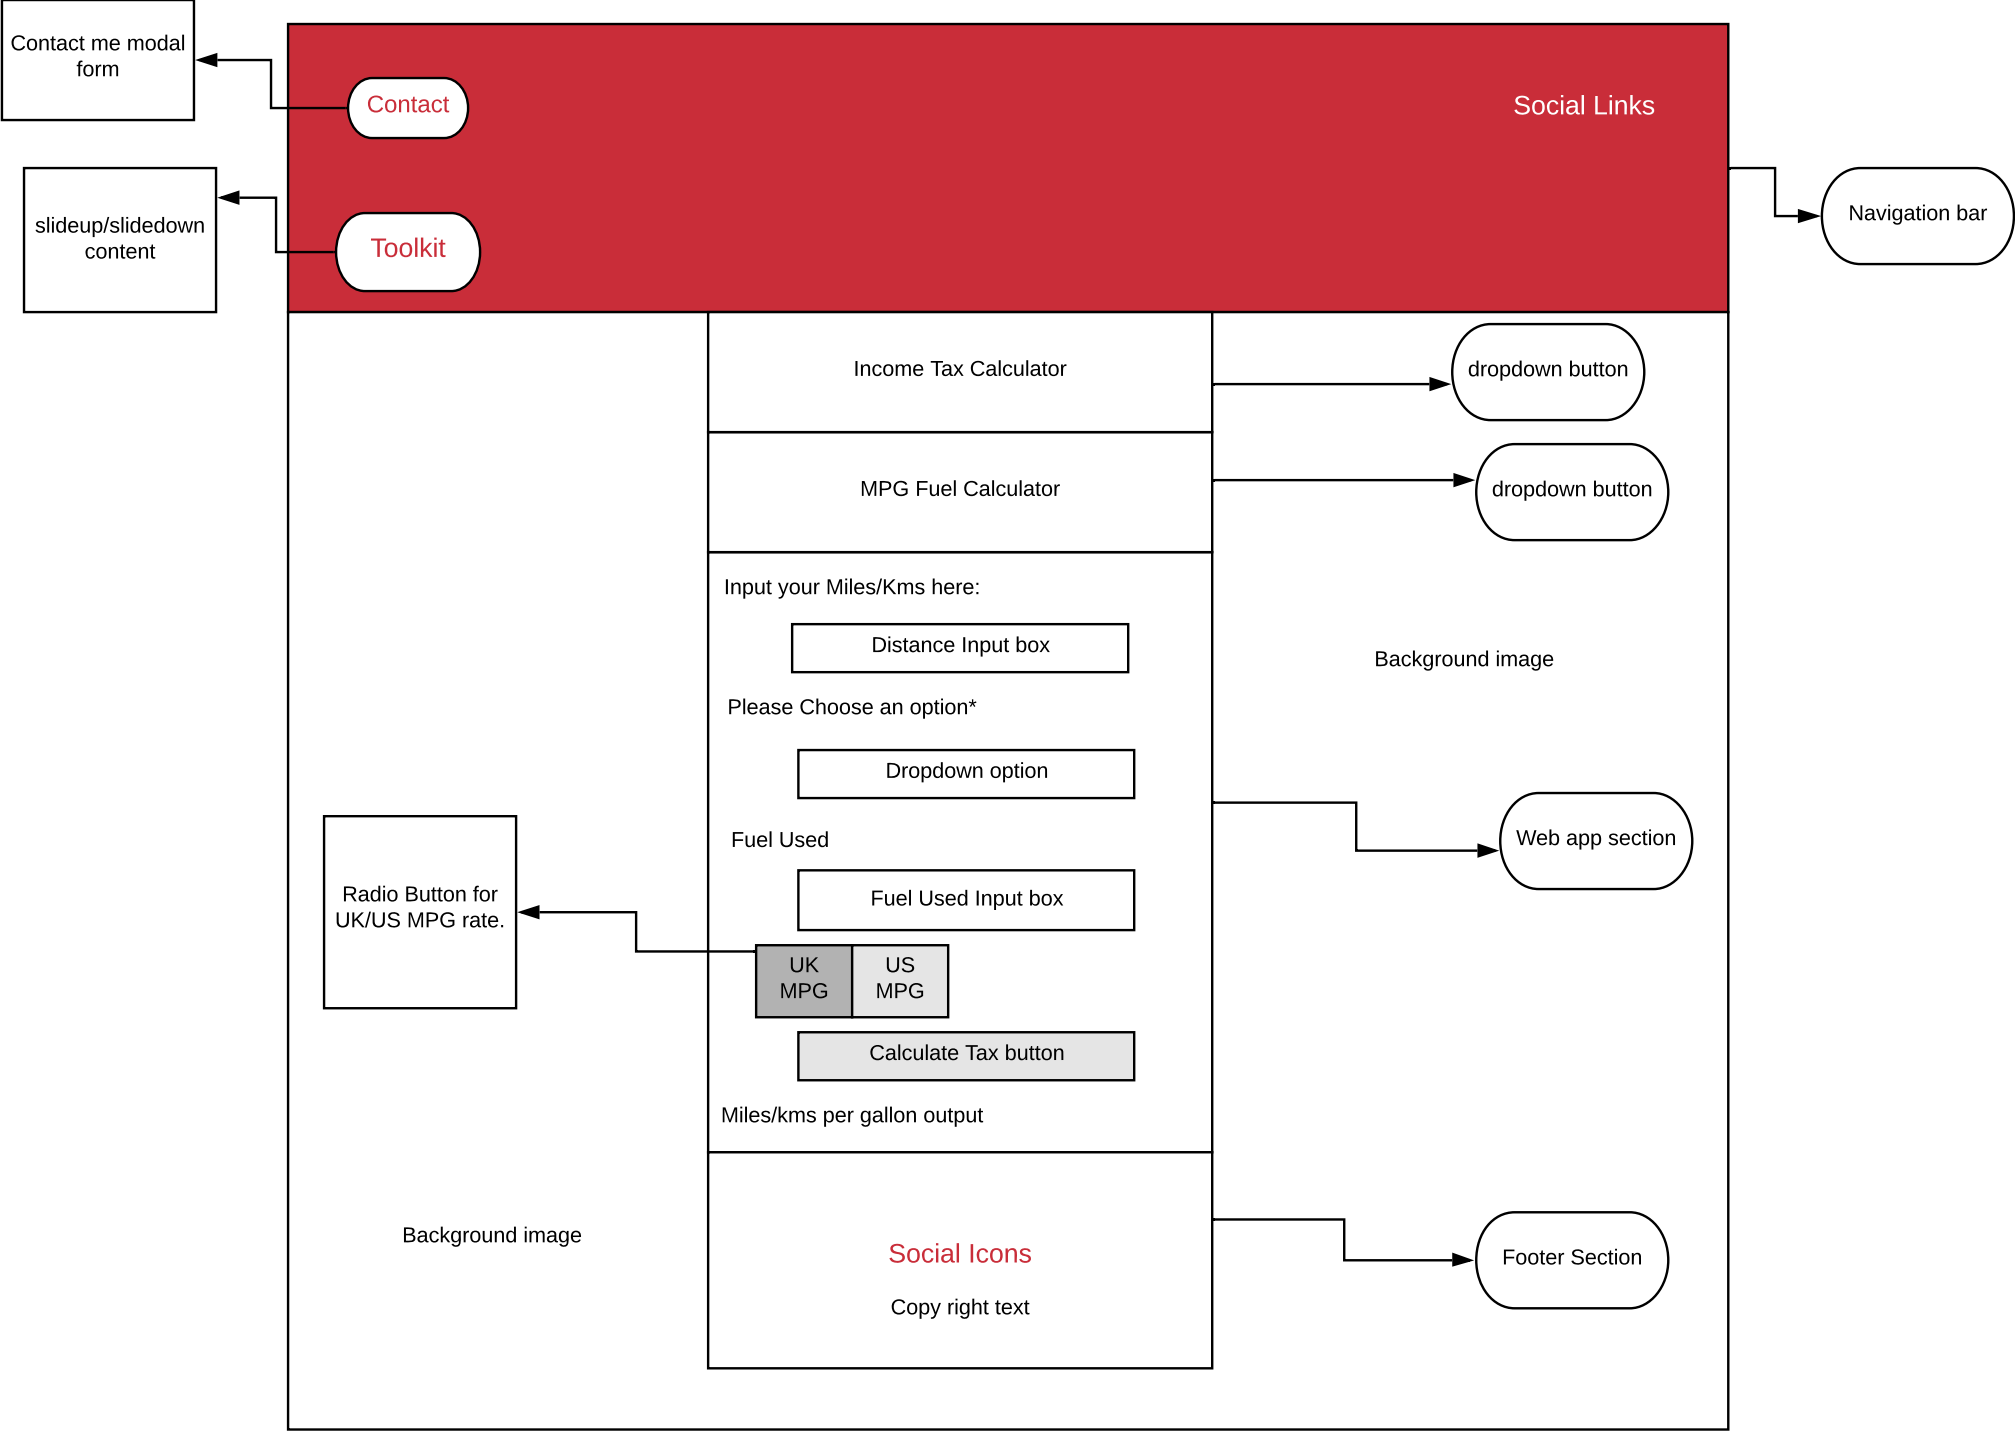 Contact me modal
form
Contact
Social Links
slideup/slidedown
content
Toolkit
Navigation bar
Income Tax Calculator
dropdown button
MPG Fuel Calculator
dropdown button
Input your Miles/Kms here:
Distance Input box
Background image
Please Choose an option*
Dropdown option
Fuel Used
Web app section
Radio Button for
UK/US MPG rate.
Fuel Used Input box
UK
MPG
US
MPG
Calculate Tax button
Miles/kms per gallon output
Background image
Social Icons
Footer Section
Copy right text